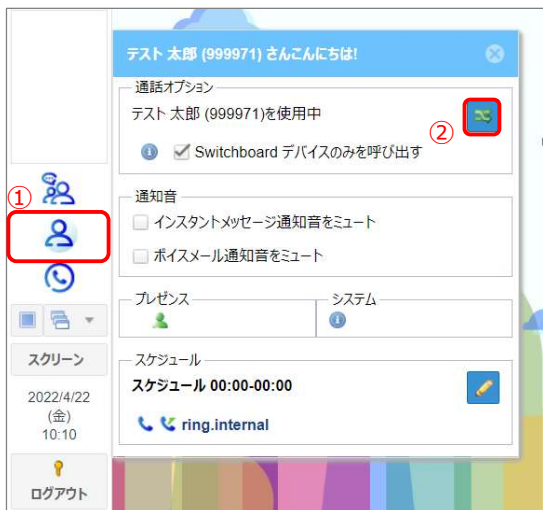 テスト 太郎 (999971) さんこんにちは!
通話オプション
テスト 太郎 (999971)を使用中
②
Switchboard デバイスのみを呼び出す
①
通知音
インスタントメッセージ通知音をミュート
ボイスメール通知音をミュート
プレゼンス
システム
スクリーン
スケジュール
スケジュール 00:00-00:00
2022/4/22
(金)
10:10
ring.internal
ログアウト